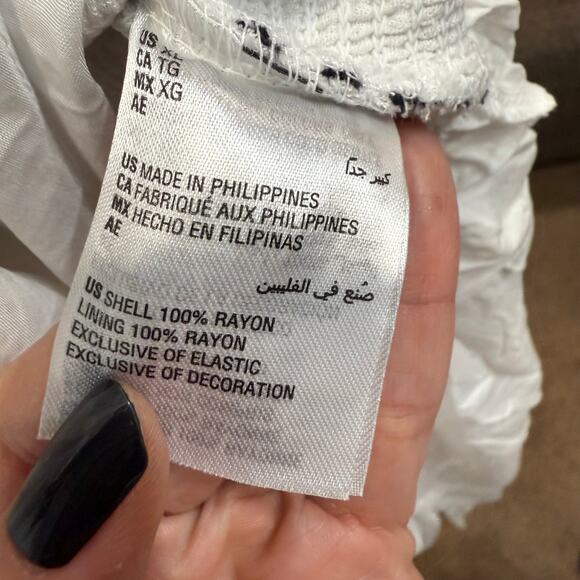 US XL
CA TG
MX XG
AE
كبير جداً
US MADE IN PHILIPPINES
CA FABRIQUÉ AUX PHILIPPINES
MX HECHO EN FILIPINAS
AE
صُنع في الفلبين
US SHELL 100% RAYON
LINING 100% RAYON
EXCLUSIVE OF ELASTIC
EXCLUSIVE OF DECORATION